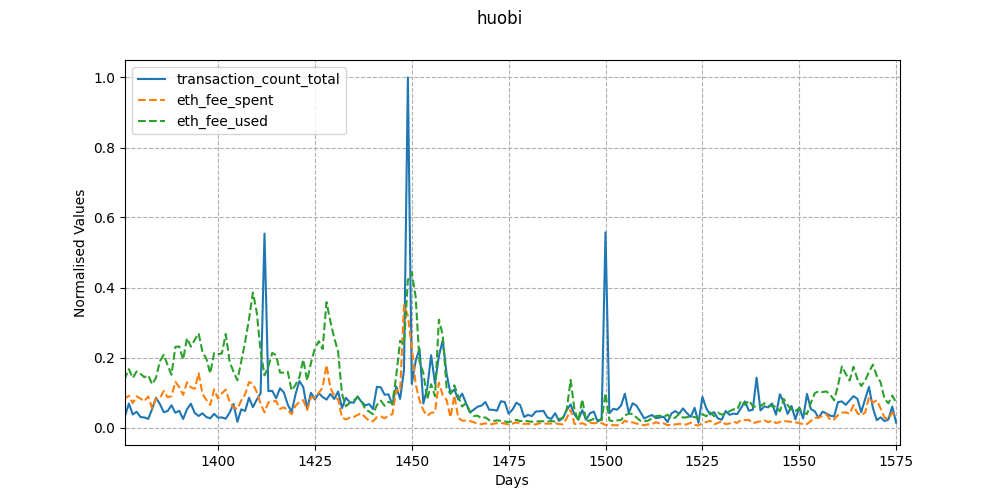 huobi
transaction_count_total
eth_fee_spent
eth_fee_used
Normalised Values
1.0
0.8
0.6
0.4
0.2
0.0
1400 1425 1450 1475 1500 1525 1550 1575
Days